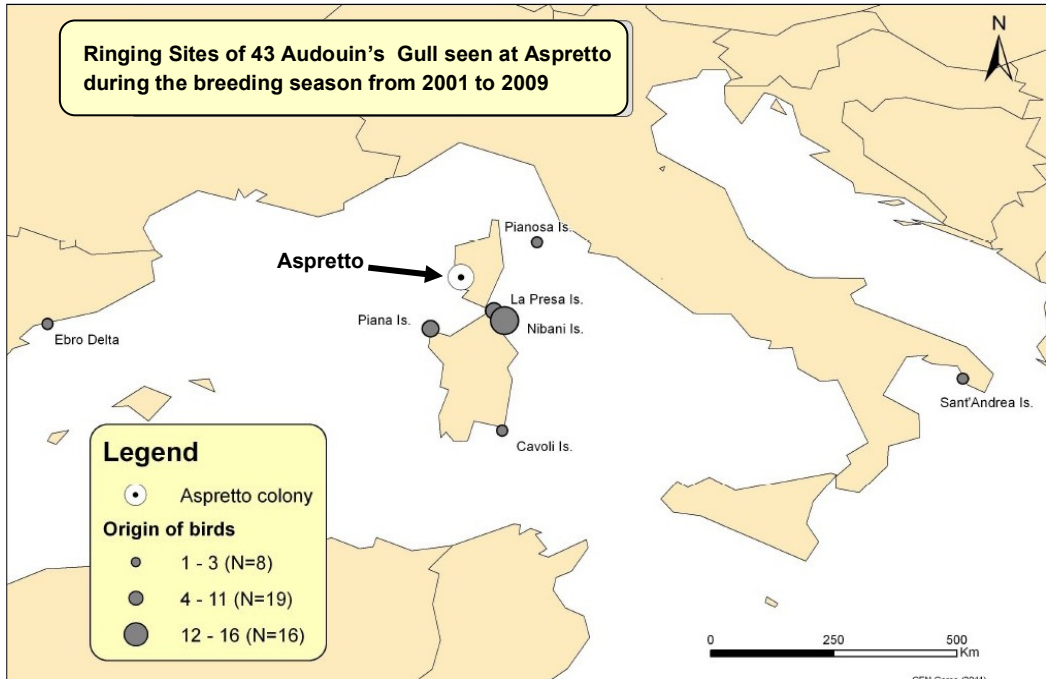 Ringing Sites of 43 Audouin's Gull seen at Aspretto
during the breeding season from 2001 to 2009
N
Pianosa Is.
Aspretto
La Presa Is.
Piana Is.
Nibani Is.
Ebro Delta
Sant'Andrea Is.
Cavoli Is.
Legend
Aspretto colony
Origin of birds
1 - 3 (N=8)
4 - 11 (N=19)
12 - 16 (N=16)
0 250 500
Km